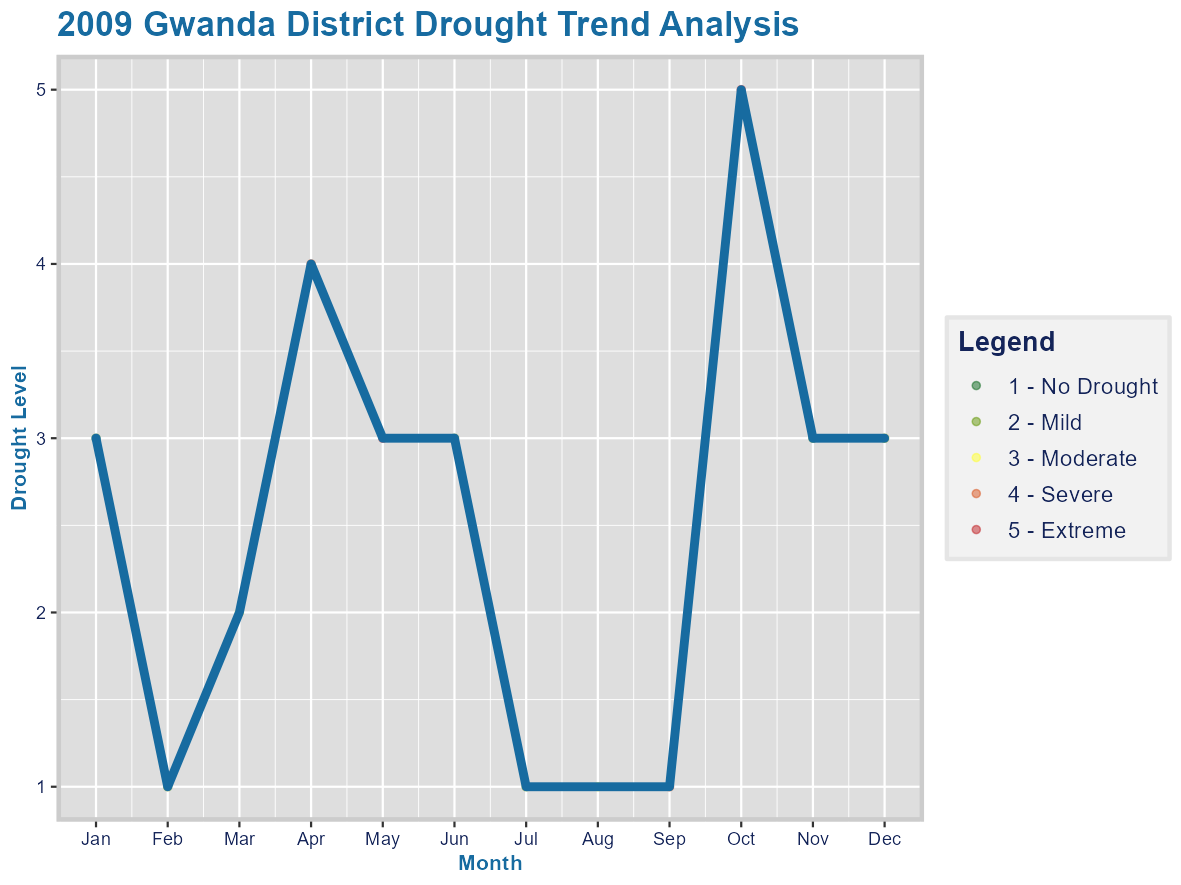 2009 Gwanda District Drought Trend Analysis
5
4
3
2
1
Drought Level
Jan Feb Mar Apr May Jun Jul Aug Sep Oct Nov Dec
Month
Legend
1 - No Drought
2 - Mild
3 - Moderate
4 - Severe
5 - Extreme